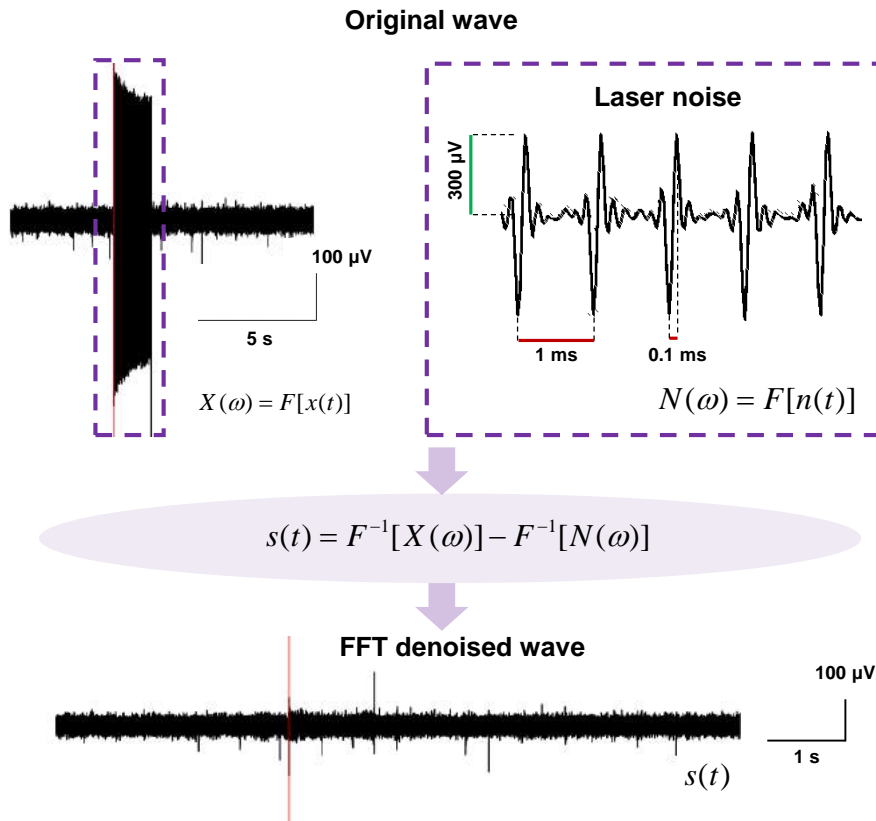 Original wave
Laser noise
300 μV
100 μV
5 s
1 ms
0.1 ms
X(ω) = F[x(t)]
N(ω) = F[n(t)]
s(t) = F⁻¹[X(ω)] − F⁻¹[N(ω)]
FFT denoised wave
100 μV
1 s
s(t)